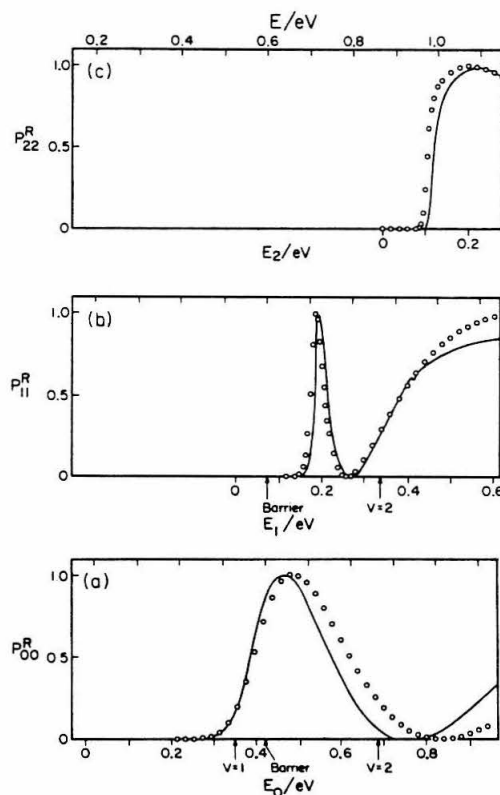 E/eV
0.2 0.4 0.6 0.8 1.0
(c)
1.0
P^R_22 0.5
0
0 0.2
E_2/eV
(b)
1.0
P^R_11 0.5
0
0 0.2 0.4 0.6
Barrier V=2
E_1/eV
(a)
1.0
P^R_00 0.5
0
0 0.2 0.4 0.6 0.8
V=1 Barrier V=2
E_0/eV